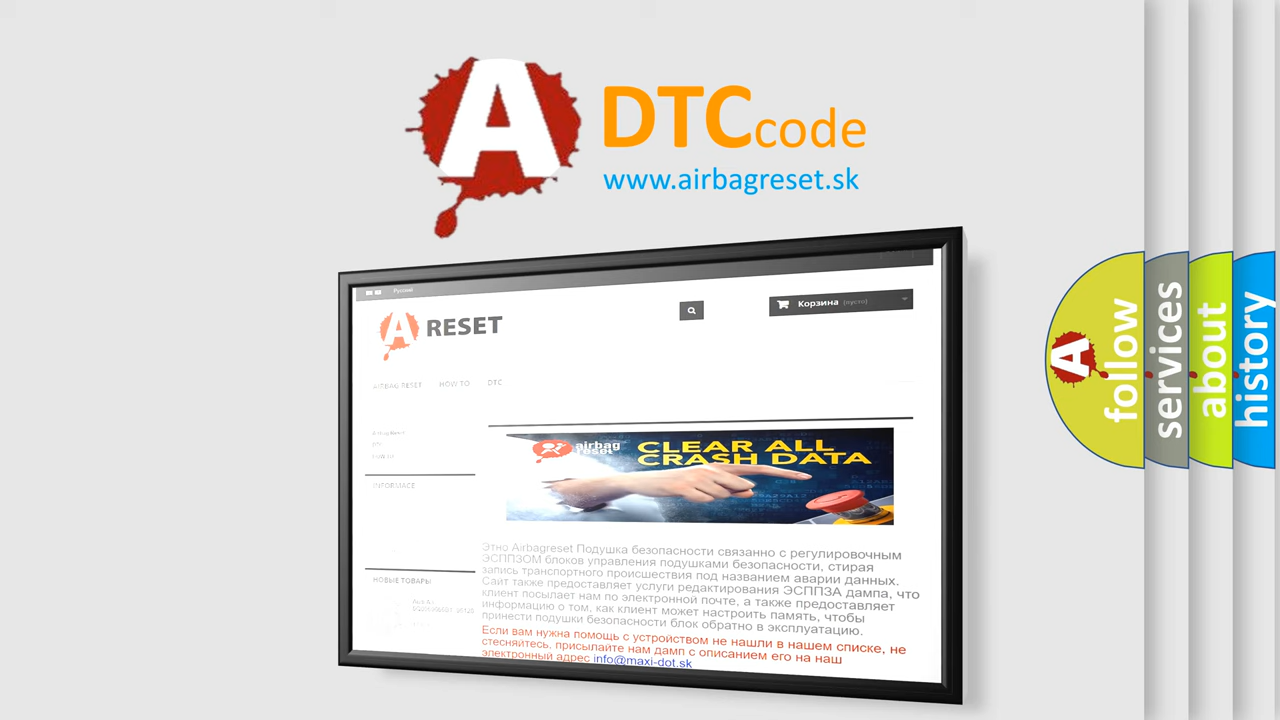 A
DTCcode
www.airbagreset.sk
Русский
A RESET
Корзина (пусто)
AIRBAG RESET HOW TO DTC
INFORMACE
НОВЫЕ ТОВАРЫ
airbag
reset
CLEAR ALL
CRASH DATA
Этно Airbagreset Подушка безопасности связанно с регулировочным
ЭСППЗОМ блоков управления подушками безопасности, стирая
запись транспортного происшествия под названием аварии данных.
Сайт также предоставляет услуги редактирования ЭСППЗА дампа, что
клиент посылает нам по электронной почте, а также предоставляет
информацию о том, как клиент может настроить память, чтобы
принести подушки безопасности блок обратно в эксплуатацию.
Если вам нужна помощь с устройством не нашли в нашем списке, не
стесняйтесь, присылайте нам дамп с описанием его на наш
электронный адрес info@maxi-dot.sk
A
follow
services
about
history